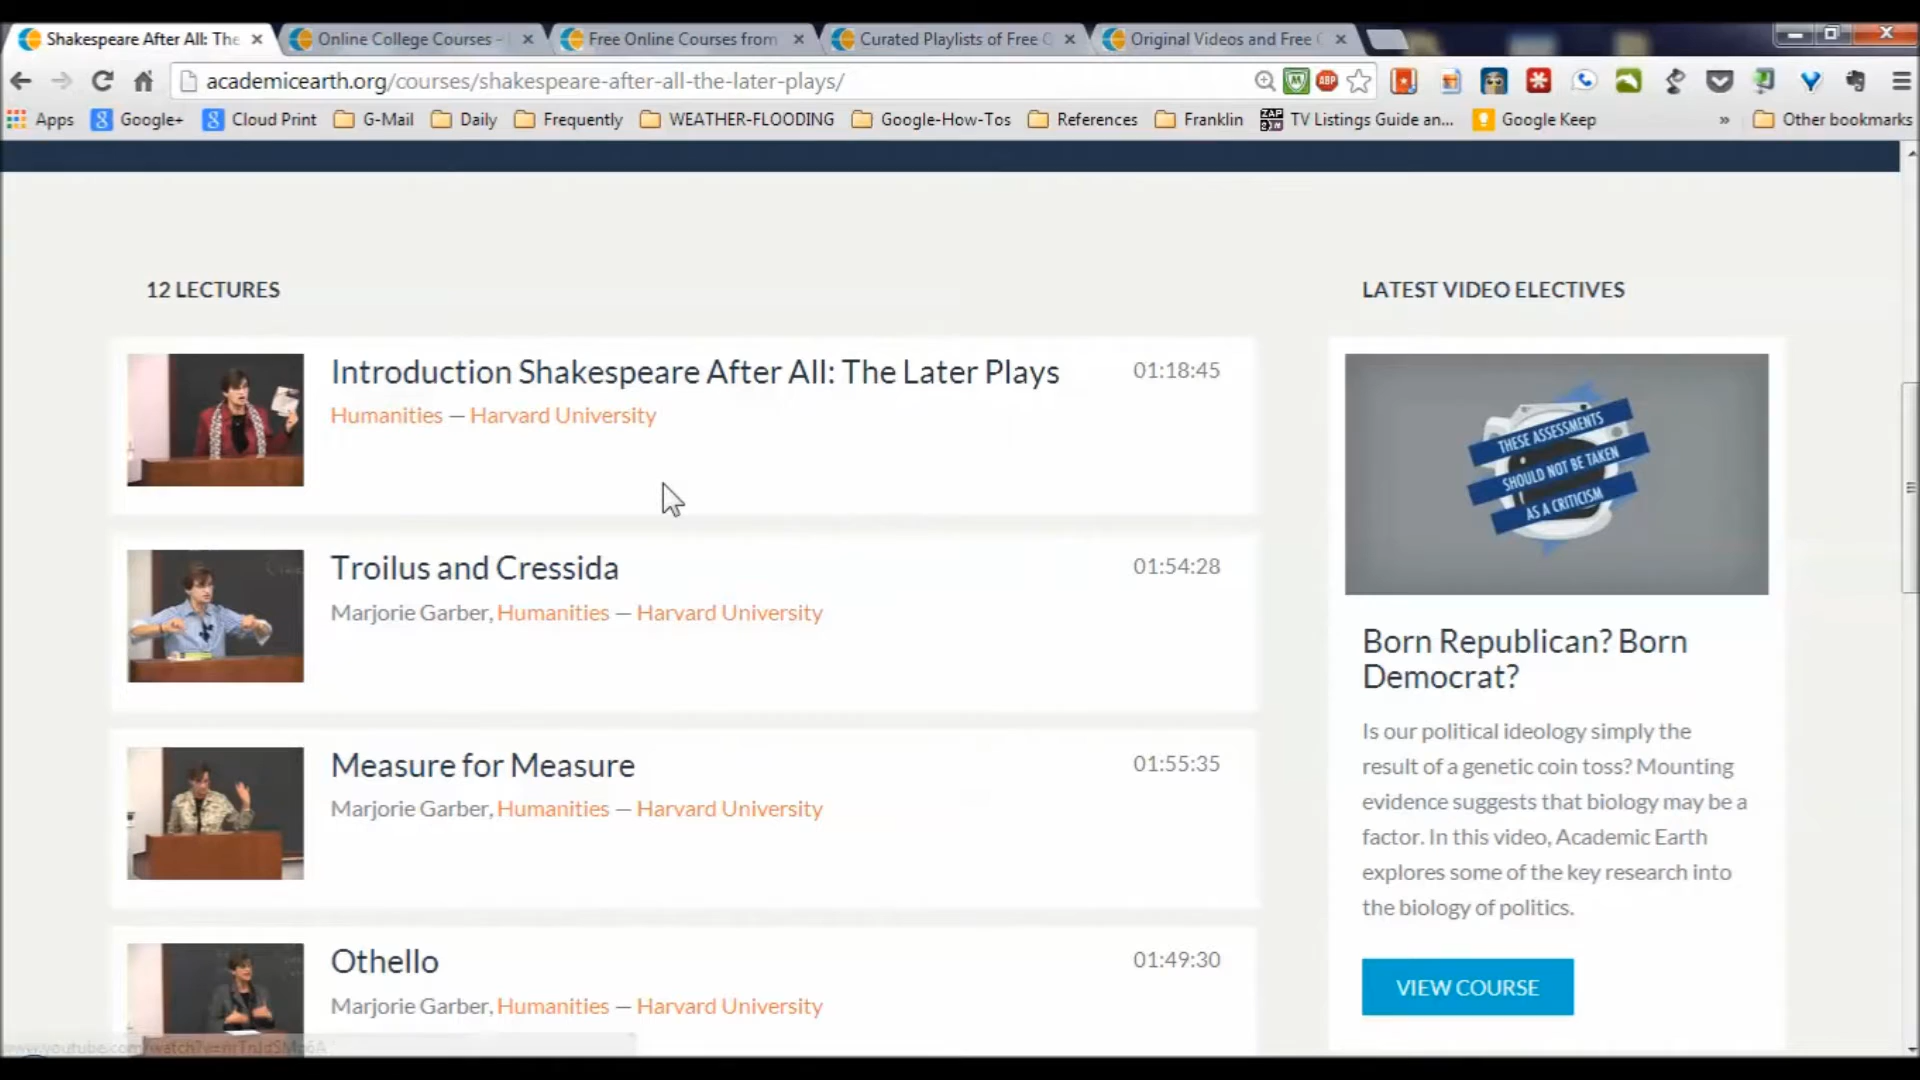 Shakespeare After All: The
Online College Courses -
Free Online Courses from
Curated Playlists of Free
Original Videos and Free
academicearth.org/courses/shakespeare-after-all-the-later-plays/
ABP
Apps Google+ Cloud Print G-Mail Daily Frequently WEATHER-FLOODING Google-How-Tos References Franklin TV Listings Guide an... Google Keep » Other bookmarks
12 LECTURES
Introduction Shakespeare After All: The Later Plays
01:18:45
Humanities — Harvard University
Troilus and Cressida
01:54:28
Marjorie Garber, Humanities — Harvard University
Measure for Measure
01:55:35
Marjorie Garber, Humanities — Harvard University
Othello
01:49:30
Marjorie Garber, Humanities — Harvard University
LATEST VIDEO ELECTIVES
THESE ASSESSMENTS
SHOULD NOT BE TAKEN
AS A CRITICISM
Born Republican? Born
Democrat?
Is our political ideology simply the
result of a genetic coin toss? Mounting
evidence suggests that biology may be a
factor. In this video, Academic Earth
explores some of the key research into
the biology of politics.
VIEW COURSE